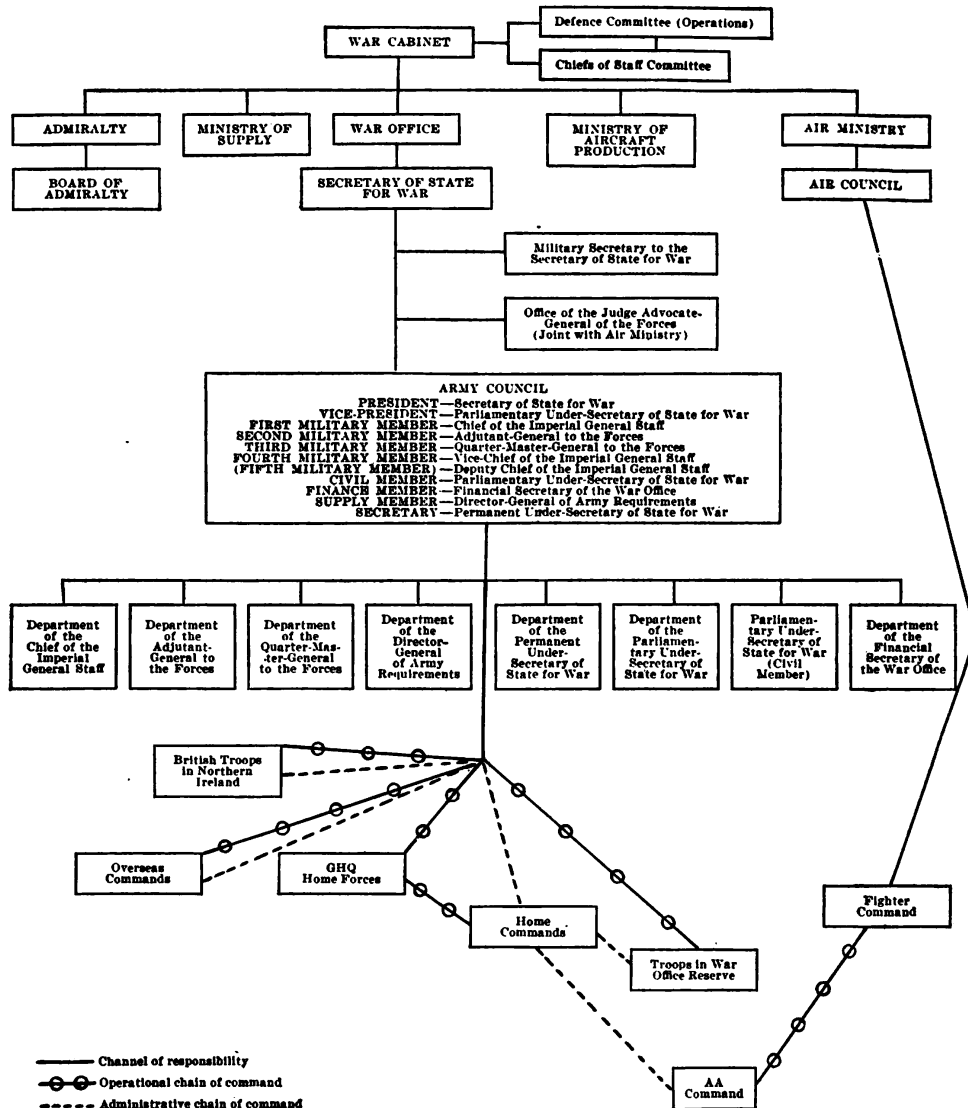 Defence Committee (Operations)
WAR CABINET
Chiefs of Staff Committee
ADMIRALTY
MINISTRY OF
SUPPLY
WAR OFFICE
MINISTRY OF
AIRCRAFT
PRODUCTION
AIR MINISTRY
BOARD OF
ADMIRALTY
SECRETARY OF STATE
FOR WAR
AIR COUNCIL
Military Secretary to the
Secretary of State for War
Office of the Judge Advocate-
General of the Forces
(Joint with Air Ministry)
ARMY COUNCIL
PRESIDENT—Secretary of State for War
VICE-PRESIDENT—Parliamentary Under-Secretary of State for War
FIRST MILITARY MEMBER—Chief of the Imperial General Staff
SECOND MILITARY MEMBER—Adjutant-General to the Forces
THIRD MILITARY MEMBER—Quarter-Master-General to the Forces
FOURTH MILITARY MEMBER—Vice-Chief of the Imperial General Staff
(FIFTH MILITARY MEMBER)—Deputy Chief of the Imperial General Staff
CIVIL MEMBER—Parliamentary Under-Secretary of State for War
FINANCE MEMBER—Financial Secretary of the War Office
SUPPLY MEMBER—Director-General of Army Requirements
SECRETARY—Permanent Under-Secretary of State for War
Department
of the
Chief of the
Imperial
General Staff
Department
of the
Adjutant-
General to
the Forces
Department
of the
Quarter-Mas-
ter-General to
the Forces
Department
of the
Director-
General
of Army
Requirements
Department
of the
Permanent
Under-
Secretary of
State for War
Department
of the
Parliamen-
tary Under-
Secretary of
State for War
Parliamen-
tary Under-
Secretary of
State for War
(Civil
Member)
Department
of the
Financial
Secretary of
the War Office
British Troops
in Northern
Ireland
Overseas
Commands
GHQ
Home Forces
Home
Commands
Fighter
Command
Troops in War
Office Reserve
AA
Command
Channel of responsibility
Operational chain of command
Administrative chain of command